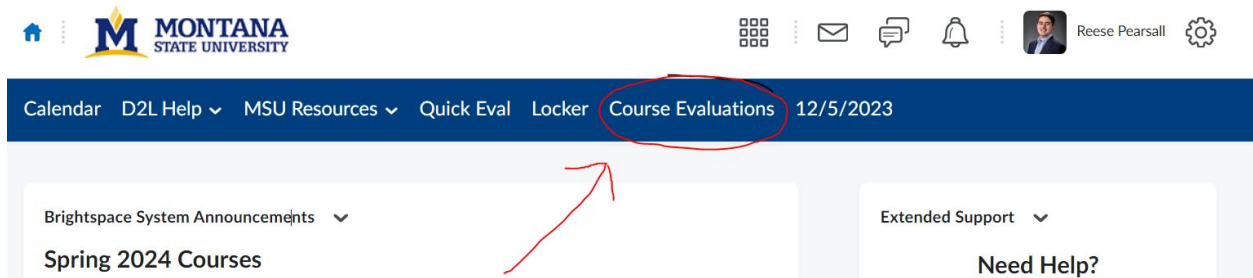 MONTANA
STATE UNIVERSITY
Reese Pearsall
Calendar D2L Help MSU Resources Quick Eval Locker Course Evaluations 12/5/2023
Brightspace System Announcements
Extended Support
Spring 2024 Courses
Need Help?